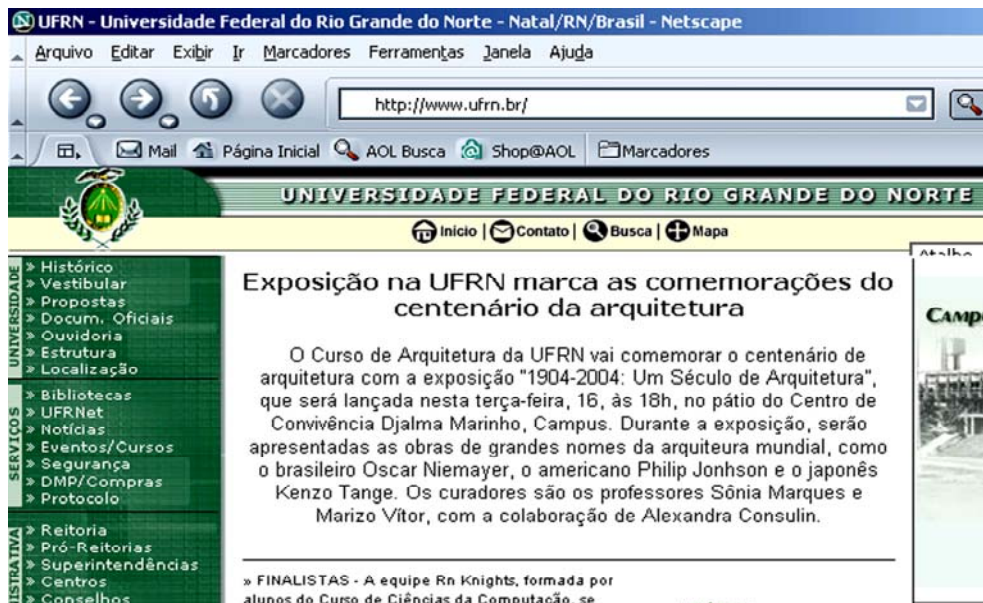 UFRN - Universidade Federal do Rio Grande do Norte - Natal/RN/Brasil - Netscape
Arquivo Editar Exibir Ir Marcadores Ferramentas Janela Ajuda
http://www.ufrn.br/
Mail Página Inicial AOL Busca Shop@AOL Marcadores
UNIVERSIDADE FEDERAL DO RIO GRANDE DO NORTE
Início | Contato | Busca | Mapa
Atalho
UNIVERSIDADE
» Histórico
» Vestibular
» Propostas
» Docum. Oficiais
» Ouvidoria
» Estrutura
» Localização
SERVIÇOS
» Bibliotecas
» UFRNet
» Notícias
» Eventos/Cursos
» Segurança
» DMP/Compras
» Protocolo
» Reitoria
» Pró-Reitorias
» Superintendências
» Centros
» Conselhos
Exposição na UFRN marca as comemorações do
centenário da arquitetura
O Curso de Arquitetura da UFRN vai comemorar o centenário de
arquitetura com a exposição "1904-2004: Um Século de Arquitetura",
que será lançada nesta terça-feira, 16, às 18h, no pátio do Centro de
Convivência Djalma Marinho, Campus. Durante a exposição, serão
apresentadas as obras de grandes nomes da arquiteura mundial, como
o brasileiro Oscar Niemayer, o americano Philip Jonhson e o japonês
Kenzo Tange. Os curadores são os professores Sônia Marques e
Marizo Vítor, com a colaboração de Alexandra Consulin.
» FINALISTAS - A equipe Rn Knights, formada por
alunos do Curso de Ciências da Computação, se